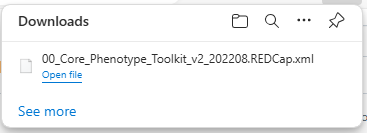 Downloads
00_Core_Phenotype_Toolkit_v2_202208.REDCap.xml
Open file
See more